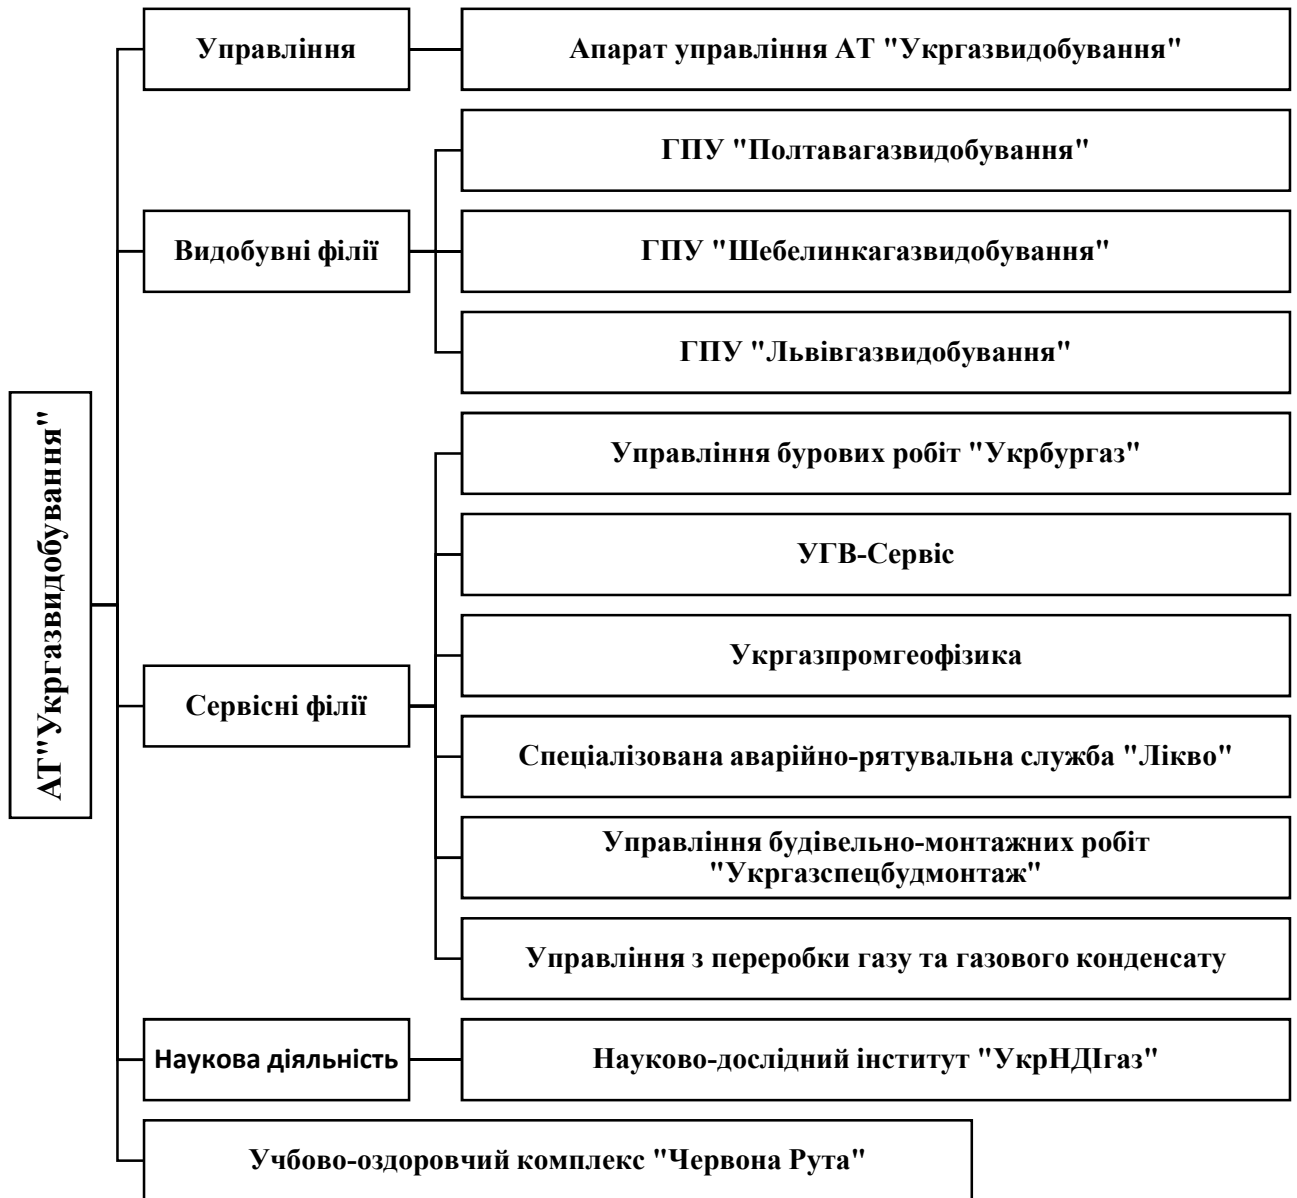 АТ"Укргазвидобування"
Управління
Апарат управління АТ "Укргазвидобування"
Видобувні філії
ГПУ "Полтавагазвидобування"
ГПУ "Шебелинкагазвидобування"
ГПУ "Львівгазвидобування"
Сервісні філії
Управління бурових робіт "Укрбургаз"
УГВ-Сервіс
Укргазпромгеофізика
Спеціалізована аварійно-рятувальна служба "Лікво"
Управління будівельно-монтажних робіт
"Укргазспецбудмонтаж"
Управління з переробки газу та газового конденсату
Наукова діяльність
Науково-дослідний інститут "УкрНДІгаз"
Учбово-оздоровчий комплекс "Червона Рута"